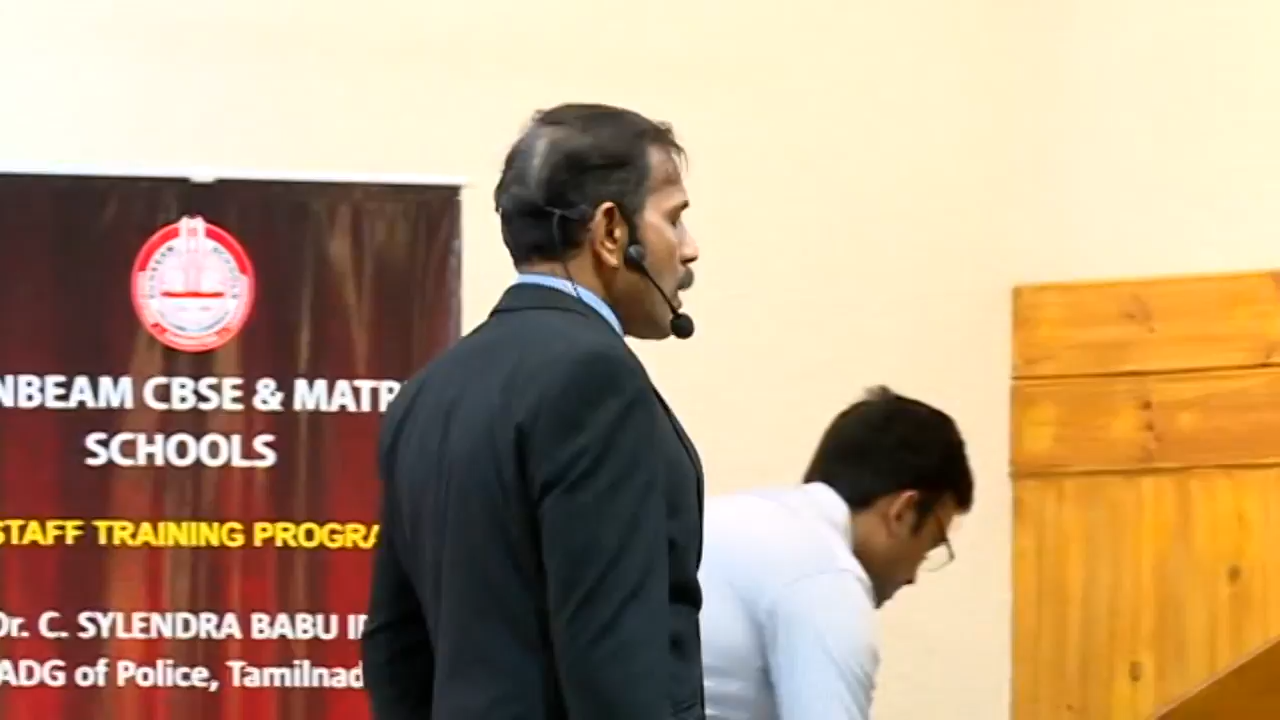 NBEAM CBSE & MATR
SCHOOLS
STAFF TRAINING PROGRA
Dr. C. SYLENDRA BABU I
ADG of Police, Tamilnad